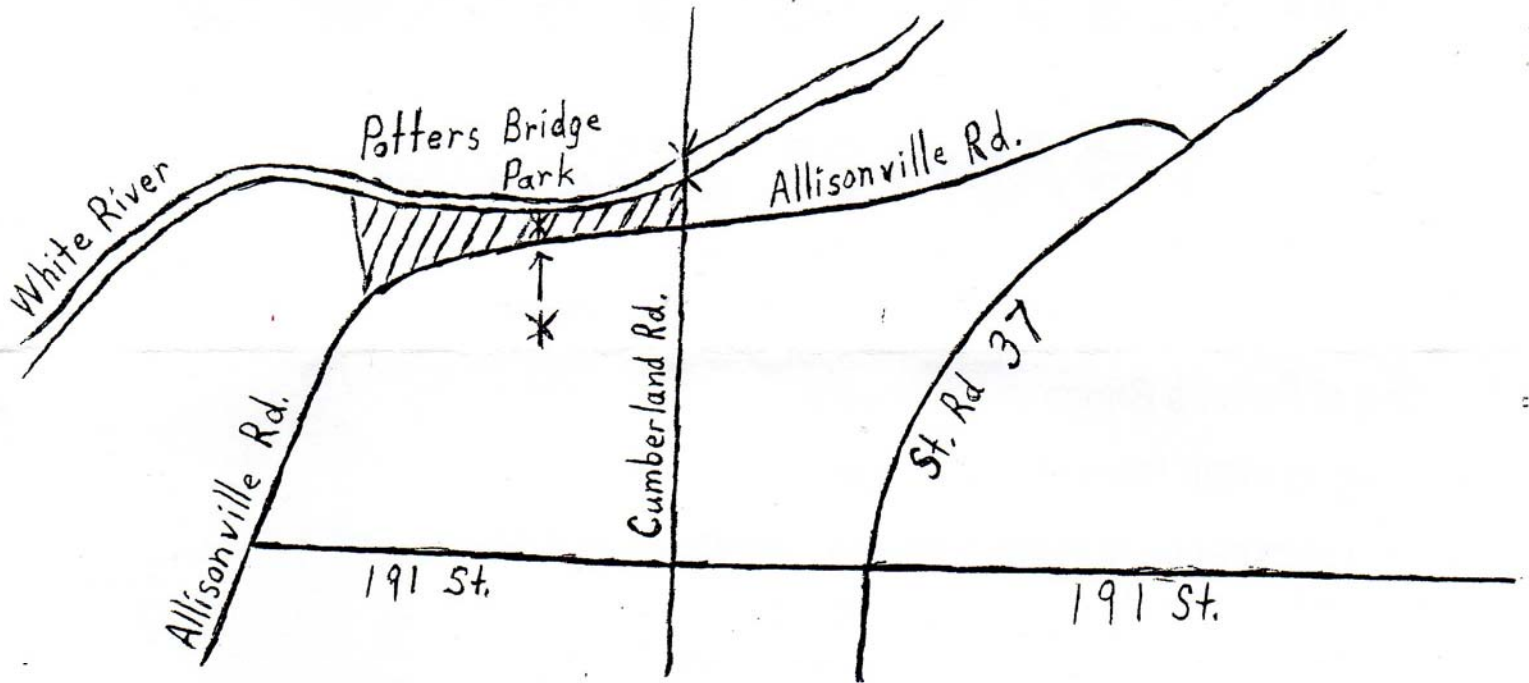 Potters Bridge
Park
White River
Allisonville Rd.
Cumberland Rd.
St. Rd 37
Allisonville Rd.
191 St.
191 St.